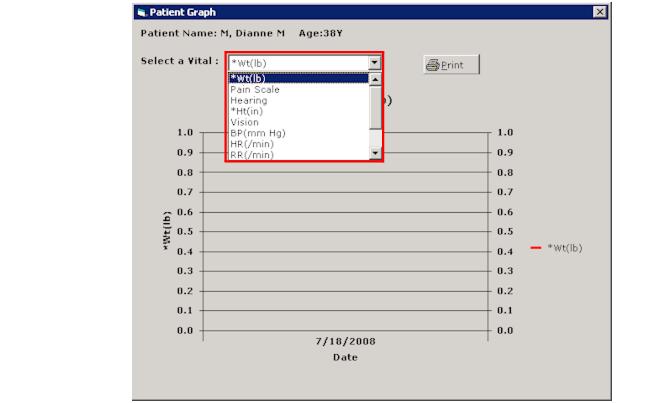 Patient Graph
Patient Name: M, Dianne M Age:38Y
Select a Vital : *Wt(lb)
Print
*Wt(lb)
Pain Scale
Hearing
*Ht(in)
Vision
BP(mm Hg)
HR(/min)
RR(/min)
)
1.0 1.0
0.9 0.9
0.8 0.8
0.7 0.7
0.6 0.6
0.5 0.5
0.4 0.4
0.3 0.3
0.2 0.2
0.1 0.1
0.0 0.0
*Wt(lb)
*Wt(lb)
7/18/2008
Date